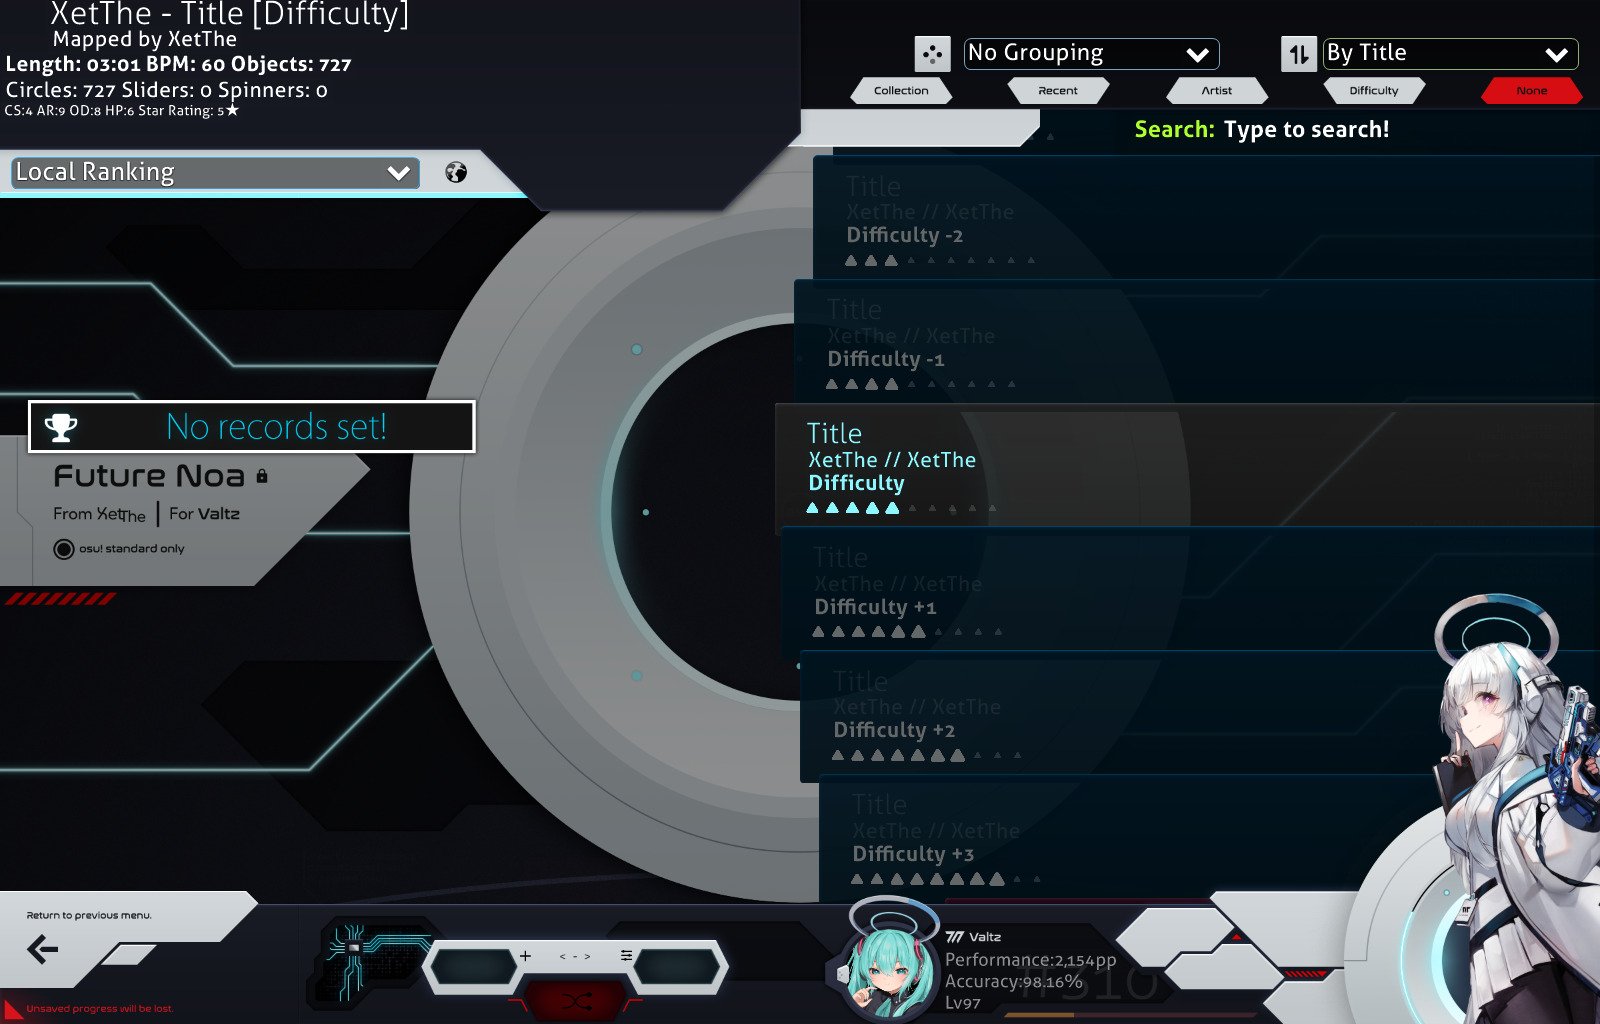 XetThe - Title [Difficulty]
Mapped by XetThe
Length: 03:01 BPM: 60 Objects: 727
Circles: 727 Sliders: 0 Spinners: 0
CS:4 AR:9 OD:8 HP:6 Star Rating: 5★
No Grouping
By Title
Collection
Recent
Artist
Difficulty
None
Search: Type to search!
Local Ranking
Title
XetThe // XetThe
Difficulty -2
Title
XetThe // XetThe
Difficulty -1
Title
XetThe // XetThe
Difficulty
Title
XetThe // XetThe
Difficulty +1
Title
XetThe // XetThe
Difficulty +2
Title
XetThe // XetThe
Difficulty +3
No records set!
Future Noa
From XetThe | For Valtz
osu! standard only
Return to previous menu.
Unsaved progress will be lost.
+ < - >
Valtz
Performance:2,154pp
Accuracy:98.16%
Lv97
#310